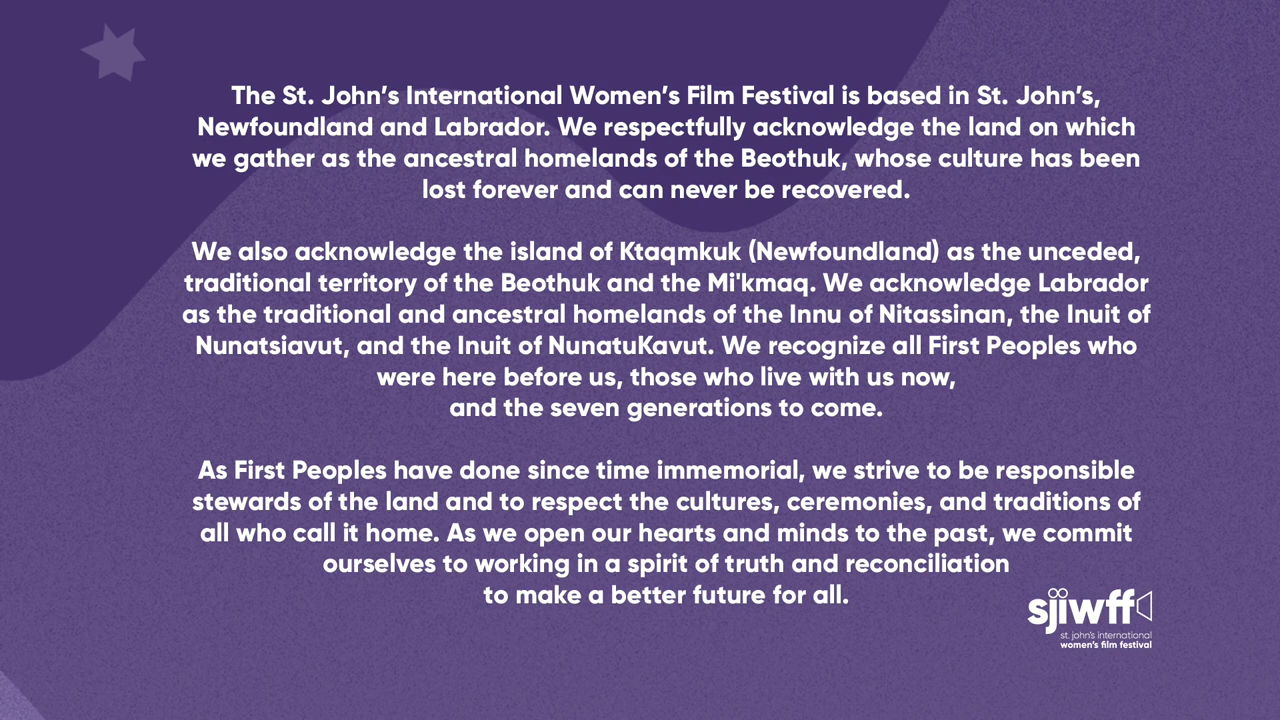 The St. John’s International Women’s Film Festival is based in St. John’s,
Newfoundland and Labrador. We respectfully acknowledge the land on which
we gather as the ancestral homelands of the Beothuk, whose culture has been
lost forever and can never be recovered.
We also acknowledge the island of Ktaqmkuk (Newfoundland) as the unceded,
traditional territory of the Beothuk and the Mi'kmaq. We acknowledge Labrador
as the traditional and ancestral homelands of the Innu of Nitassinan, the Inuit of
Nunatsiavut, and the Inuit of NunatuKavut. We recognize all First Peoples who
were here before us, those who live with us now,
and the seven generations to come.
As First Peoples have done since time immemorial, we strive to be responsible
stewards of the land and to respect the cultures, ceremonies, and traditions of
all who call it home. As we open our hearts and minds to the past, we commit
ourselves to working in a spirit of truth and reconciliation
to make a better future for all.
sjiwff
st. john's international
women's film festival